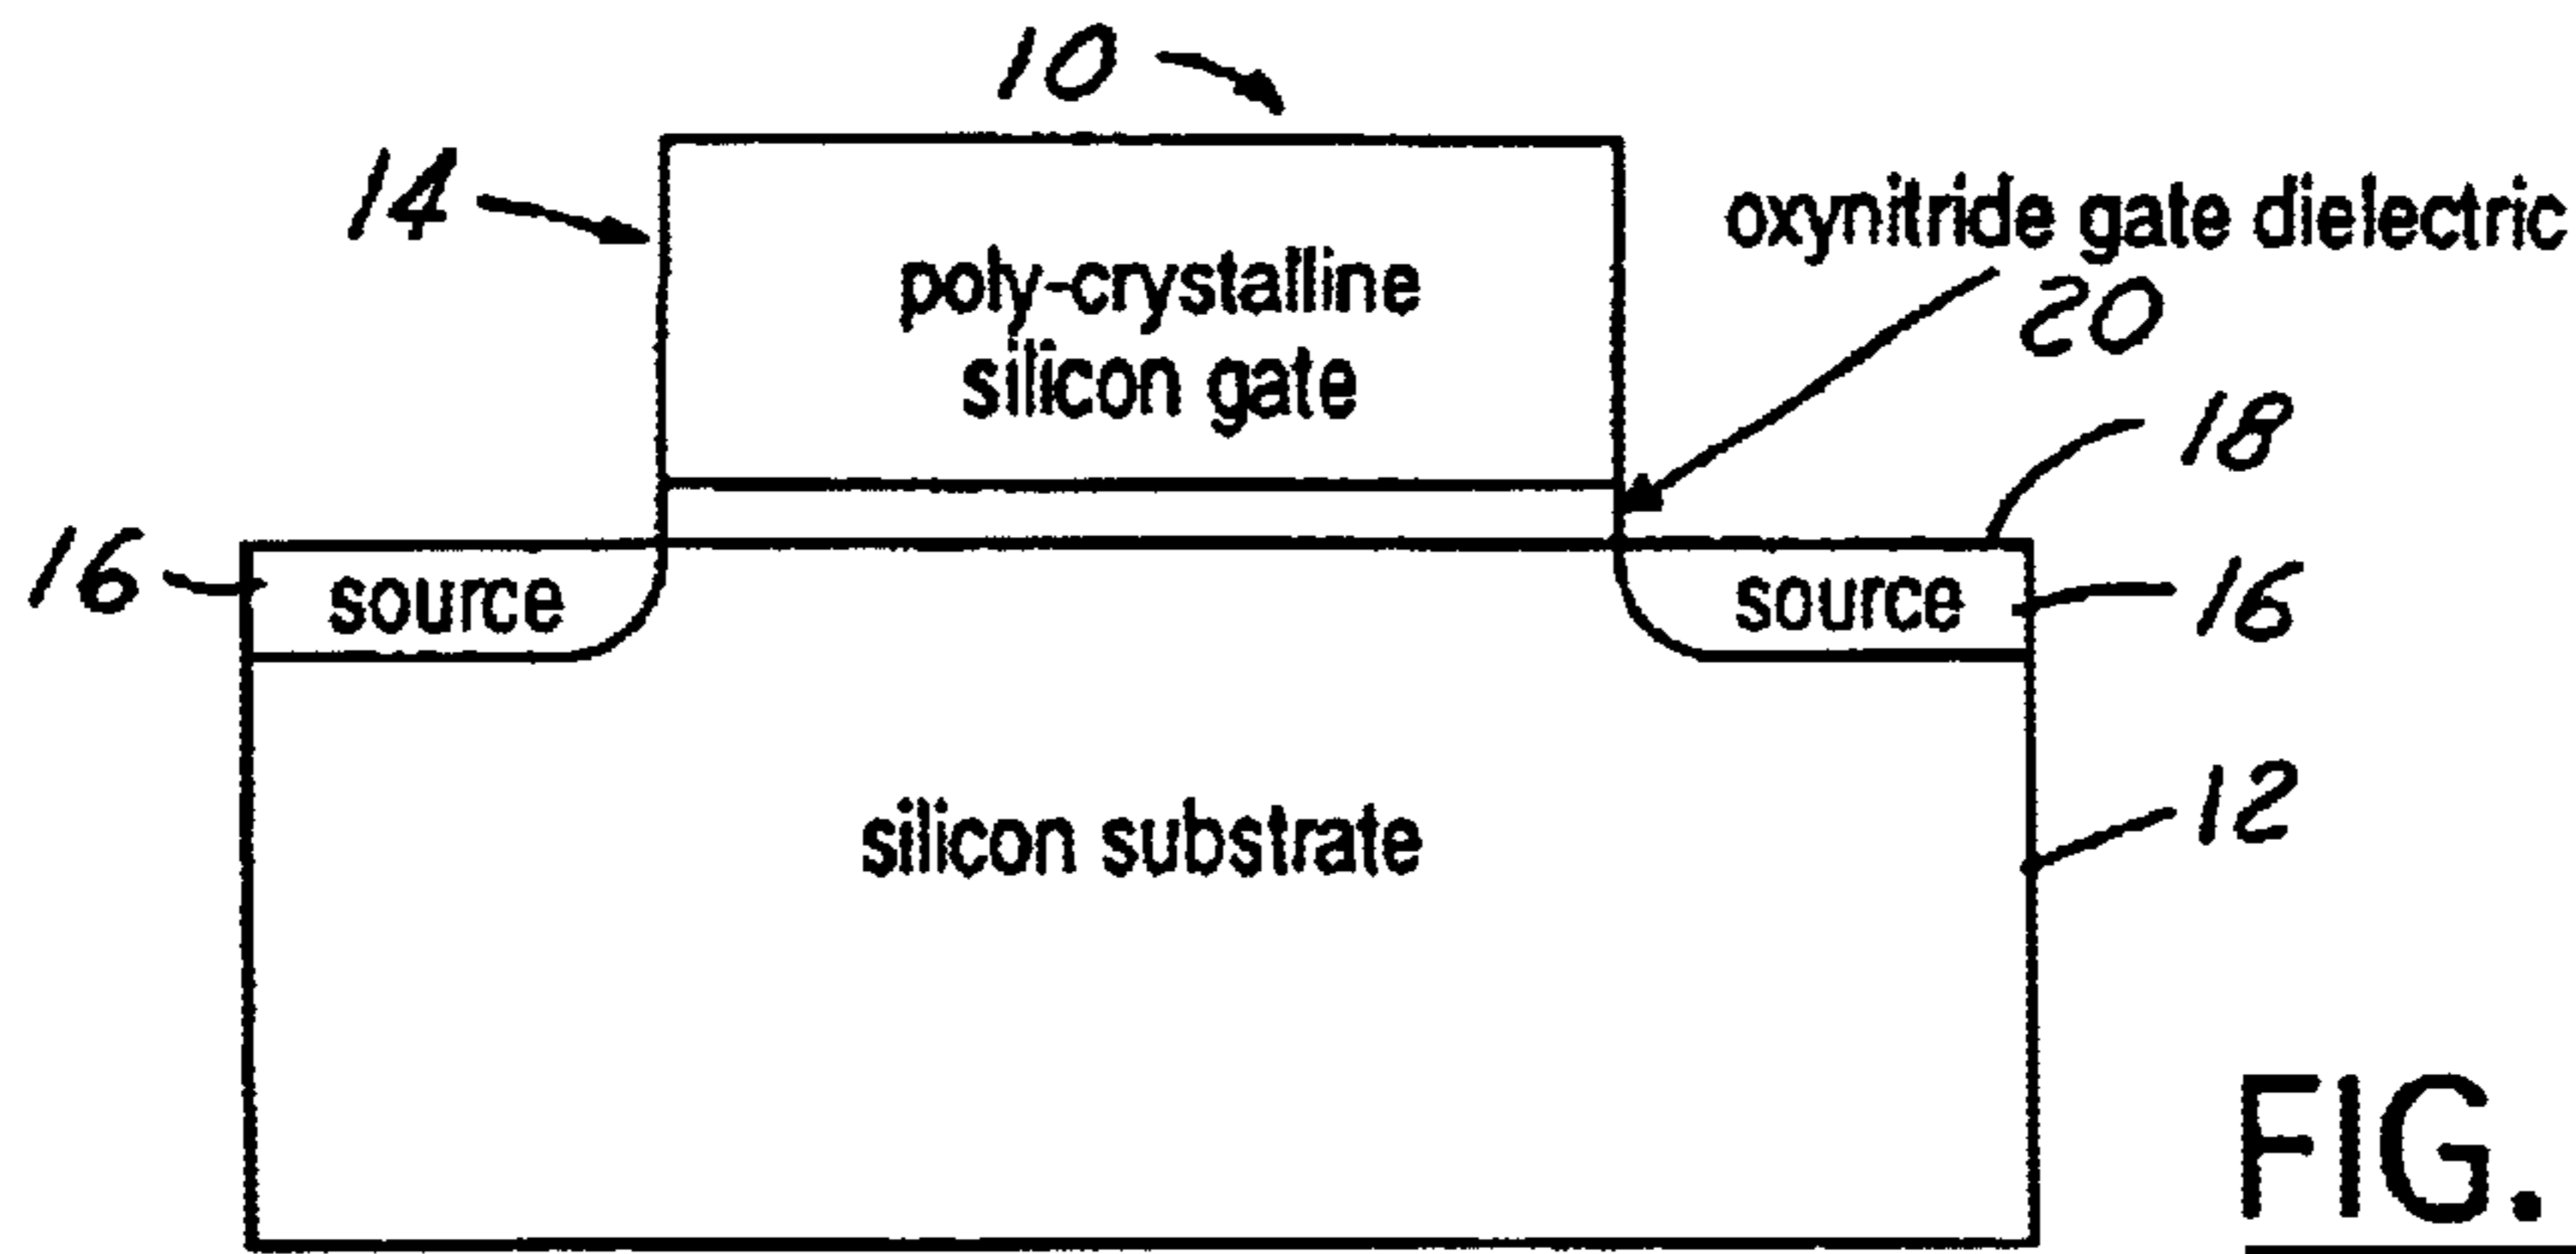 10
14
oxynitride gate dielectric
20
poly-crystalline
silicon gate
18
16
source
source
16
silicon substrate
12
FIG.